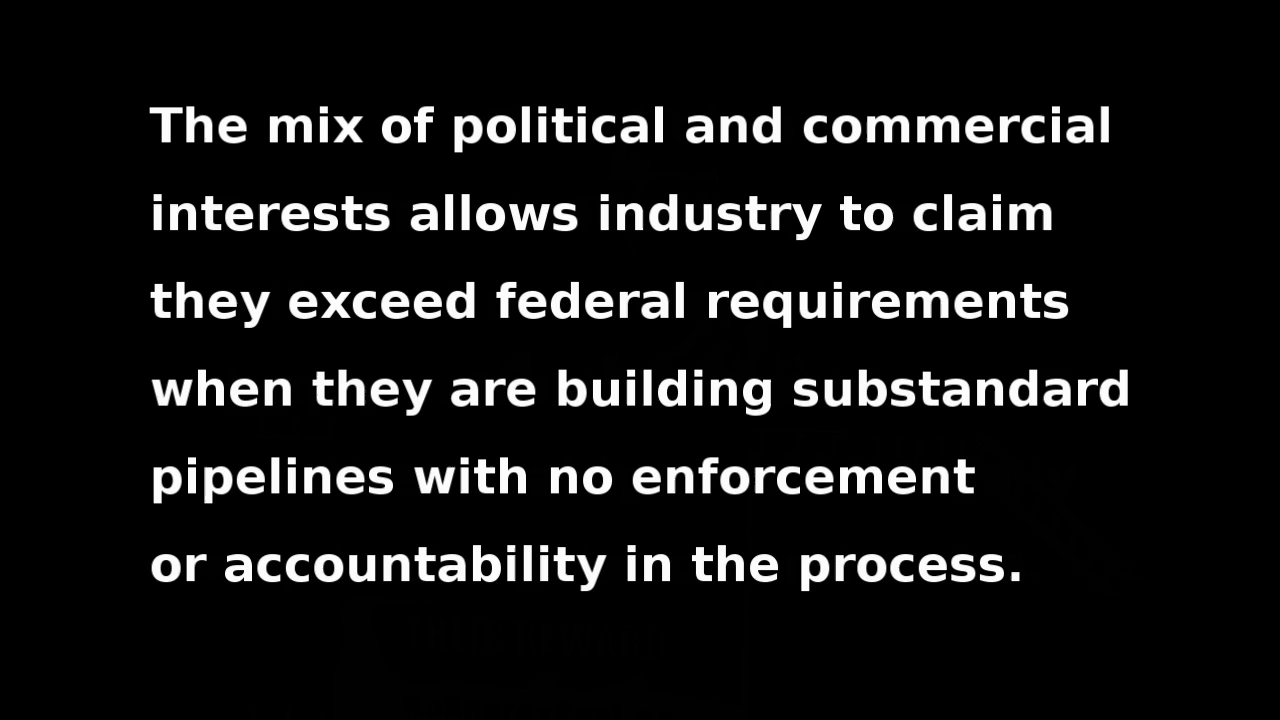 The mix of political and commercial
interests allows industry to claim
they exceed federal requirements
when they are building substandard
pipelines with no enforcement
or accountability in the process.